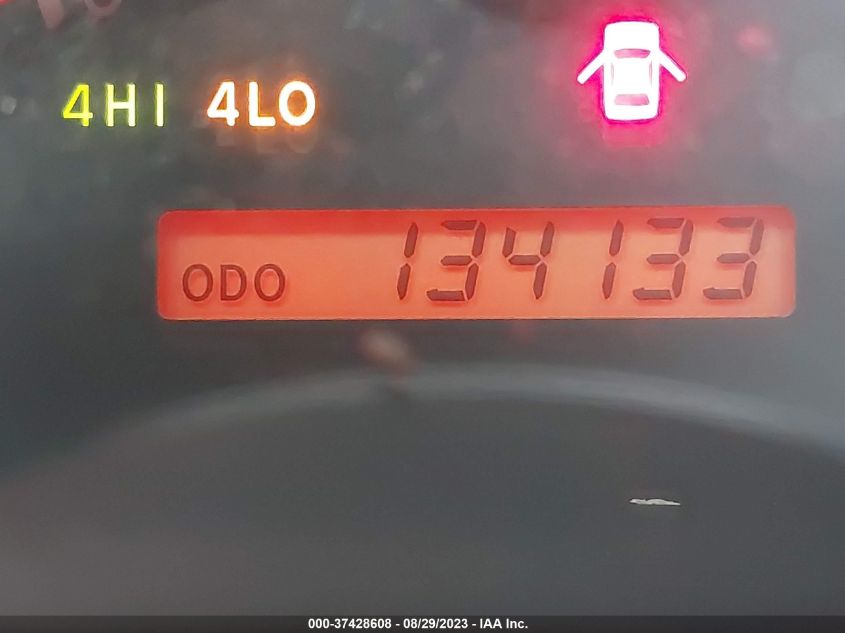 4HI 4LO
ODO 134133
000-37428608 - 08/29/2023 - IAA Inc.